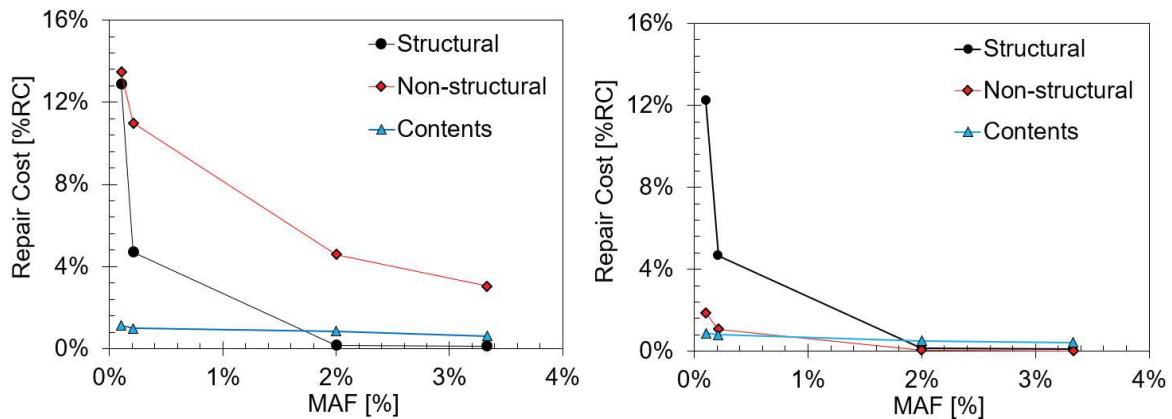 16%
12%
8%
4%
0%
Repair Cost [%RC]
Structural
Non-structural
Contents
0%
1%
2%
3%
4%
MAF [%]
16%
12%
8%
4%
0%
Repair Cost [%RC]
Structural
Non-structural
Contents
0%
1%
2%
3%
4%
MAF [%]